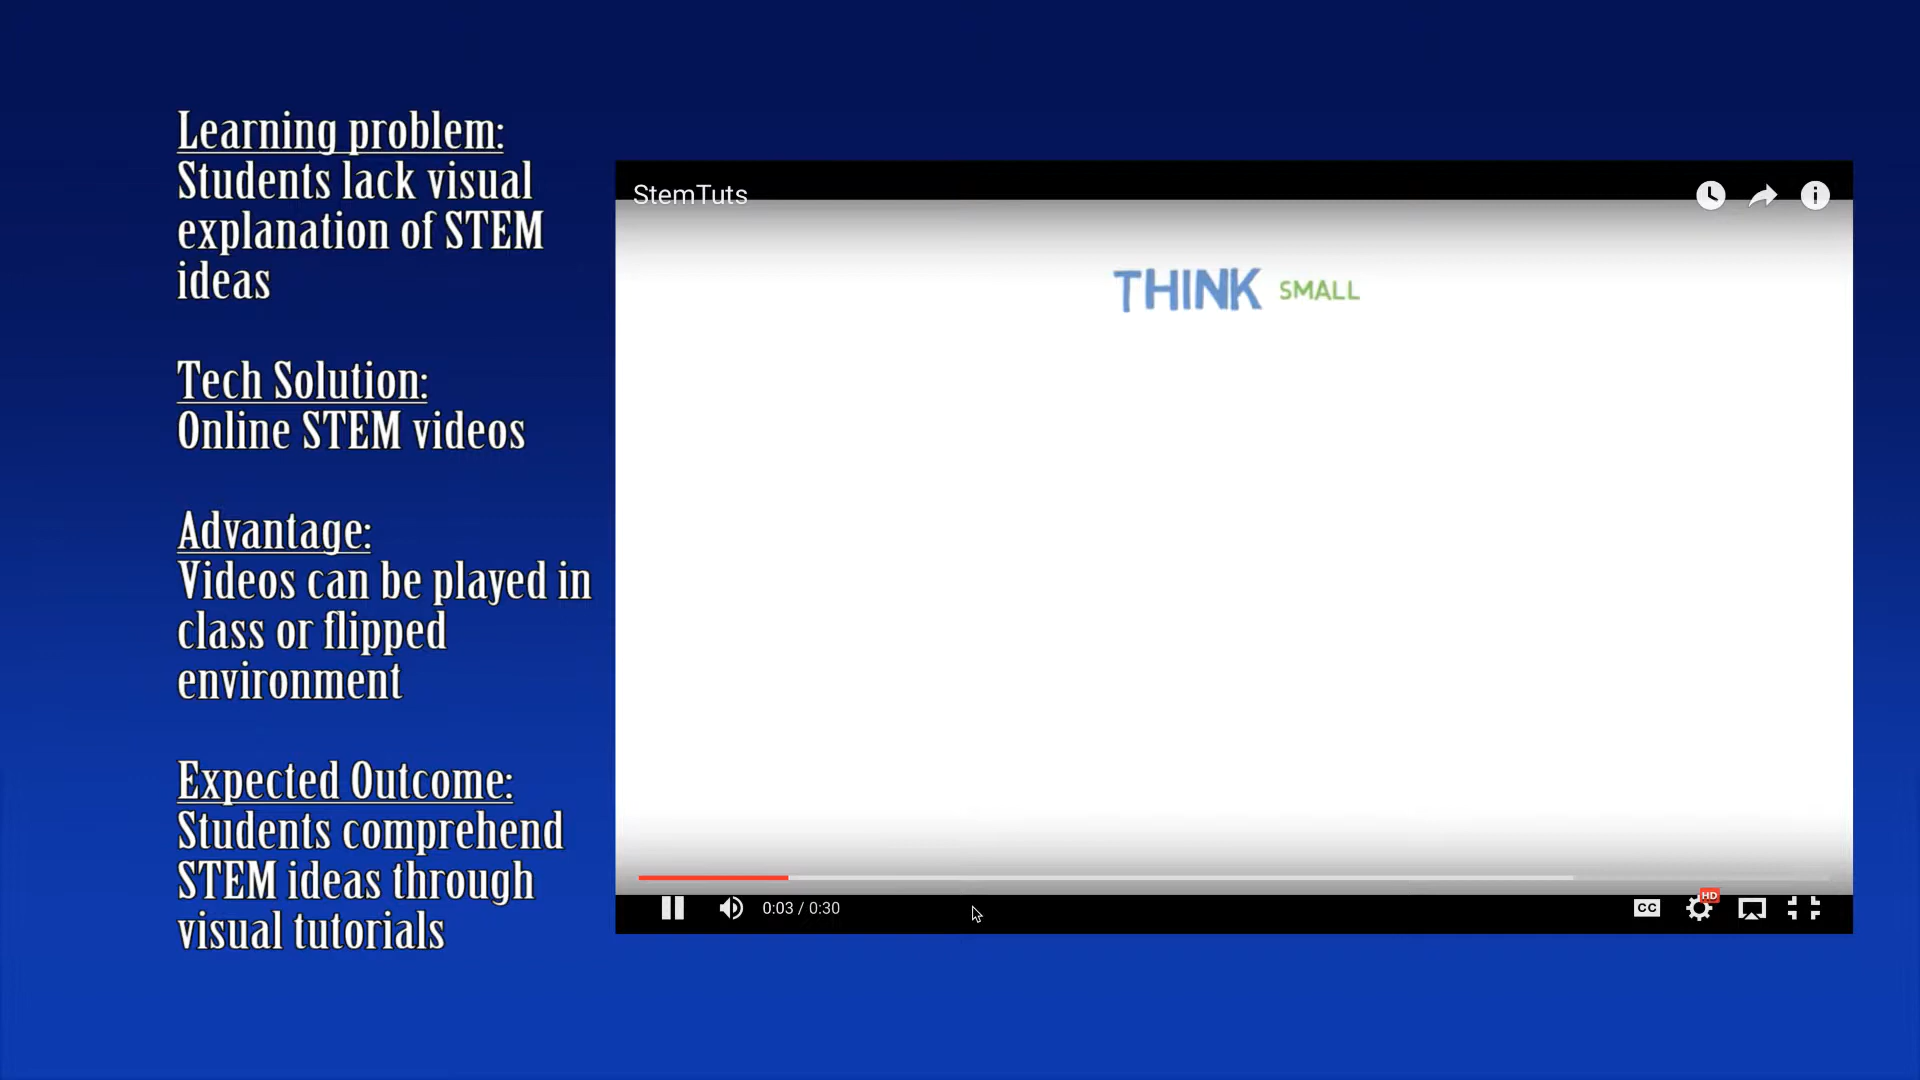 Learning problem:
Students lack visual
explanation of STEM
ideas
Tech Solution:
Online STEM videos
Advantage:
Videos can be played in
class or flipped
environment
Expected Outcome:
Students comprehend
STEM ideas through
visual tutorials
StemTuts
THINK SMALL
0:03 / 0:30
CC
HD